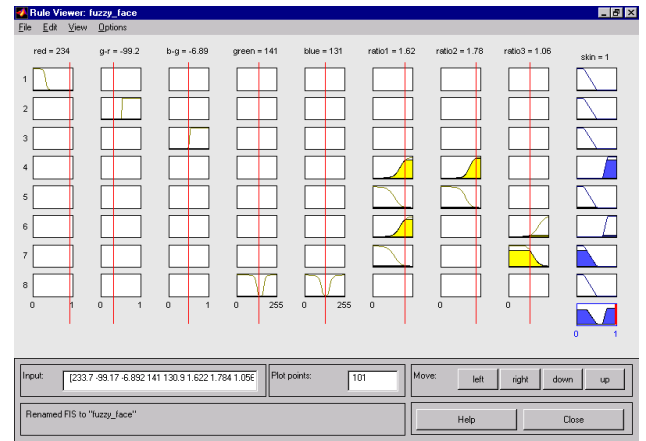 Rule Viewer: fuzzy_face
File Edit View Options
red = 234 g-r = -99.2 b-g = -6.89 green = 141 blue = 131 ratio1 = 1.62 ratio2 = 1.78 ratio3 = 1.06 skin = 1
1
2
3
4
5
6
7
8
0 1 0 1 0 1 0 255 0 255 0 1 0 1 0 1
0 1
Input: [233.7 -99.17 -6.892 141 130.9 1.622 1.784 1.056 Plot points: 101 Move: left right down up
Renamed FIS to "fuzzy_face" Help Close